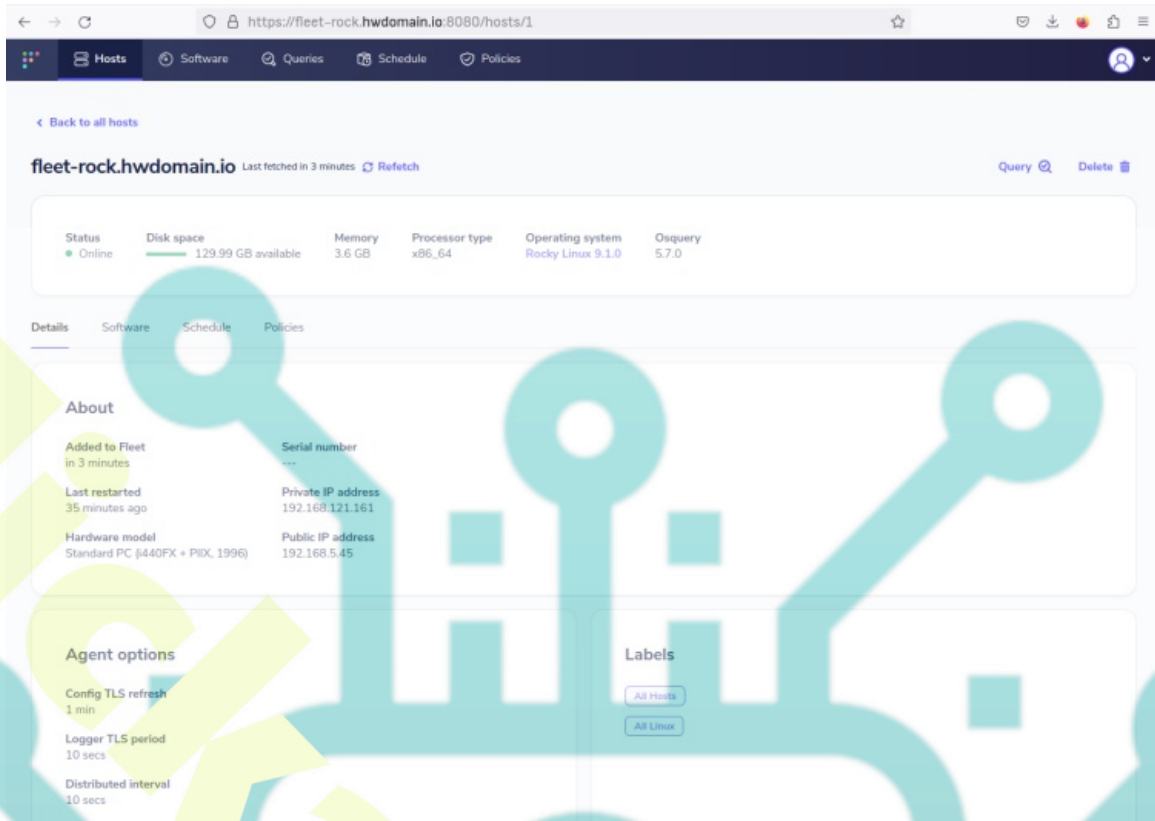 https://fleet-rock.hwdomain.io:8080/hosts/1
Hosts Software Queries Schedule Policies
Back to all hosts
fleet-rock.hwdomain.io Last fetched in 3 minutes Refetch Query Delete
Status Disk space Memory Processor type Operating system Osquery
Online 129.99 GB available 3.6 GB x86_64 Rocky Linux 9.1.0 5.7.0
Details Software Schedule Policies
About
Added to Fleet Serial number
in 3 minutes ---
Last restarted Private IP address
35 minutes ago 192.168.121.161
Hardware model Public IP address
Standard PC (i440FX + PIIX, 1996) 192.168.5.45
Agent options Labels
Config TLS refresh All Hosts
1 min
Logger TLS period All Linux
10 secs
Distributed interval
10 secs